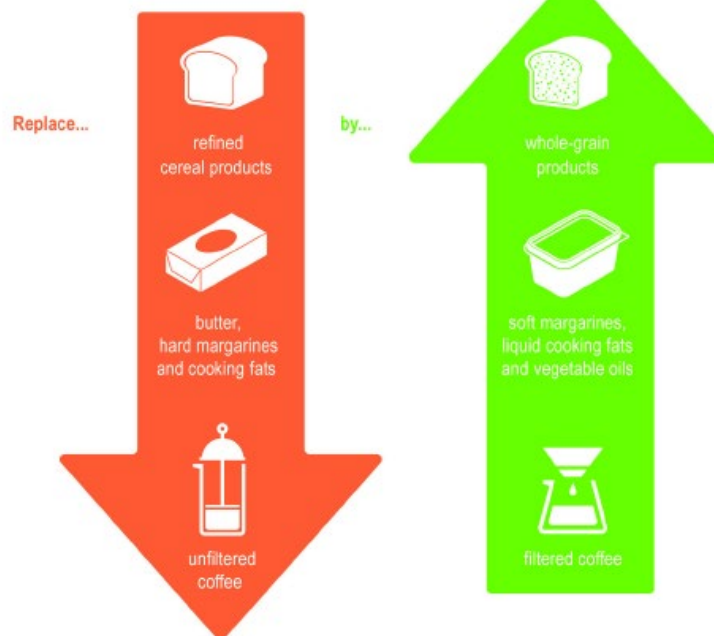 Replace...
refined
cereal products
butter,
hard margarines
and cooking fats
unfiltered
coffee
by...
whole-grain
products
soft margarines,
liquid cooking fats
and vegetable oils
filtered coffee